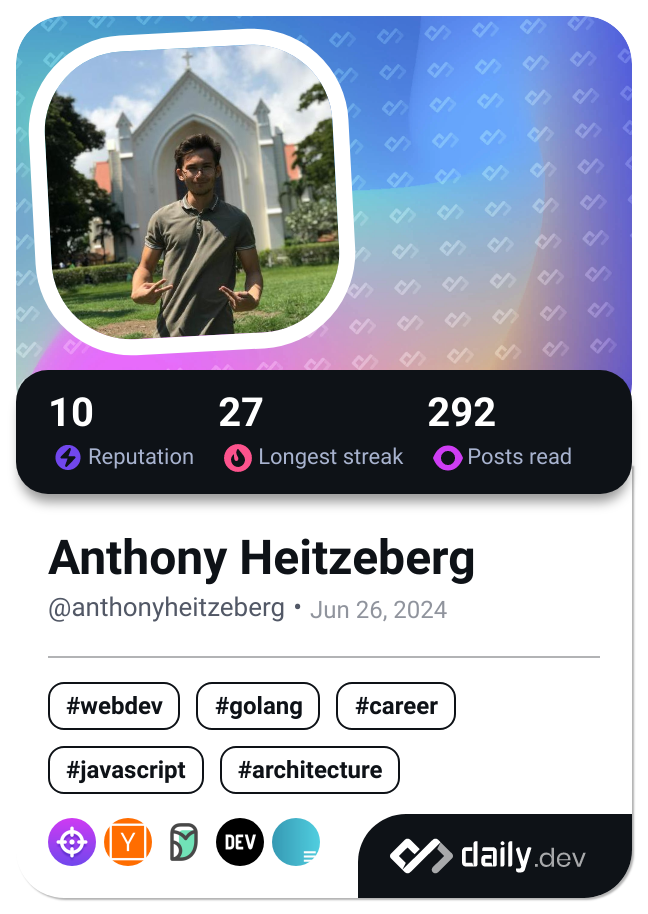 10 27 292
Reputation Longest streak Posts read
Anthony Heitzeberg
@anthonyheitzeberg • Jun 26, 2024
#webdev #golang #career
#javascript #architecture
Y DEV daily.dev